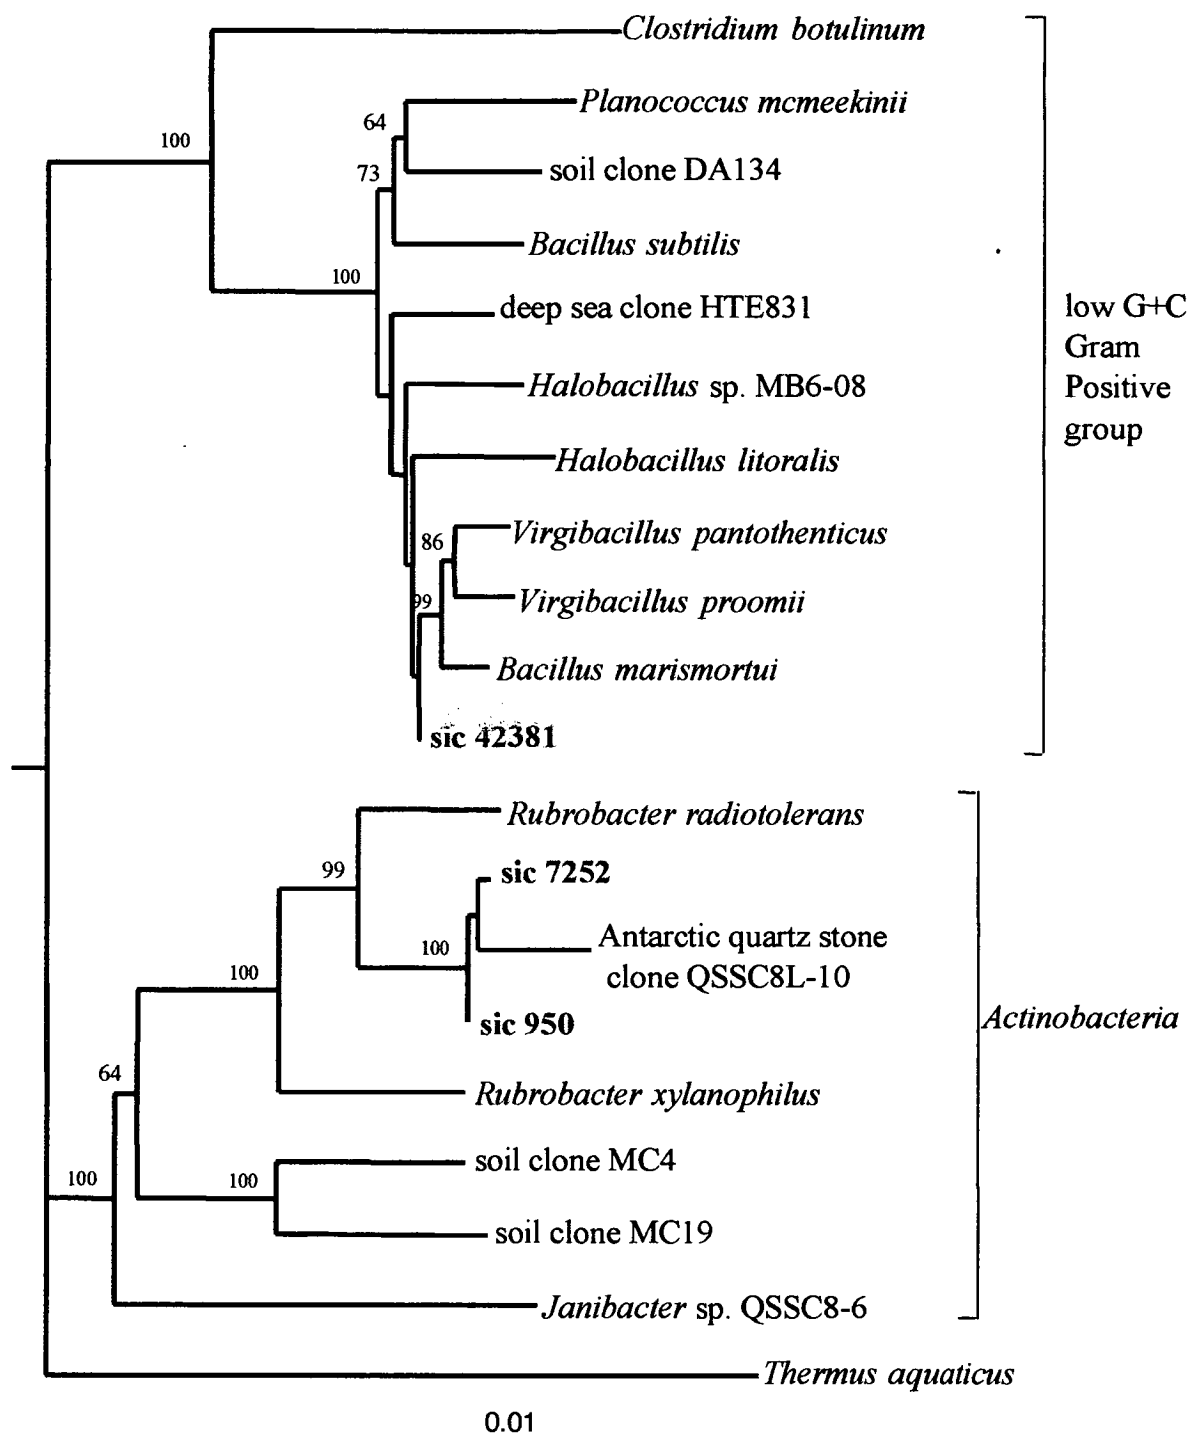 Clostridium botulinum
Planococcus mcmeekinii
64
soil clone DA134
100
73
Bacillus subtilis
100
deep sea clone HTE831
low G+C
Gram
Positive
group
Halobacillus sp. MB6-08
Halobacillus litoralis
Virgibacillus pantothenticus
86
Virgibacillus proomii
99
Bacillus marismortui
sic 42381
Rubrobacter radiotolerans
99
sic 7252
Antarctic quartz stone
clone QSSC8L-10
100
100
sic 950
Actinobacteria
64
Rubrobacter xylanophilus
soil clone MC4
100
100
soil clone MC19
Janibacter sp. QSSC8-6
Thermus aquaticus
0.01